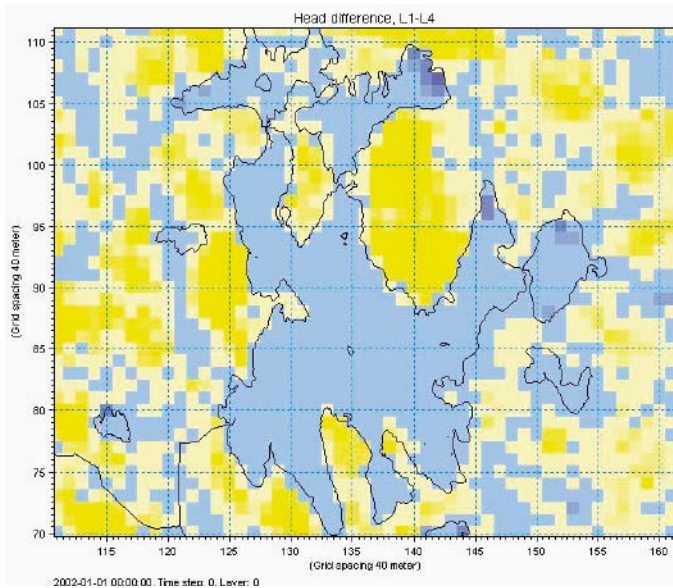 Head difference, L1-L4
110
105
100
95
90
85
80
75
70
(Grid spacing 40 meter)
115 120 125 130 135 140 145 150 155 160
(Grid spacing 40 meter)
2002-01-01 00:00:00, Time step: 0, Layer: 0